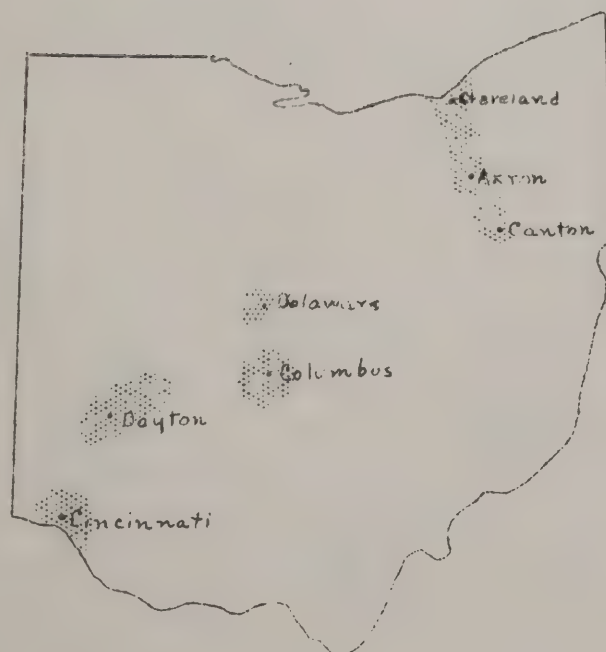 Cleveland
Akron
Canton
Delaware
Columbus
Dayton
Cincinnati